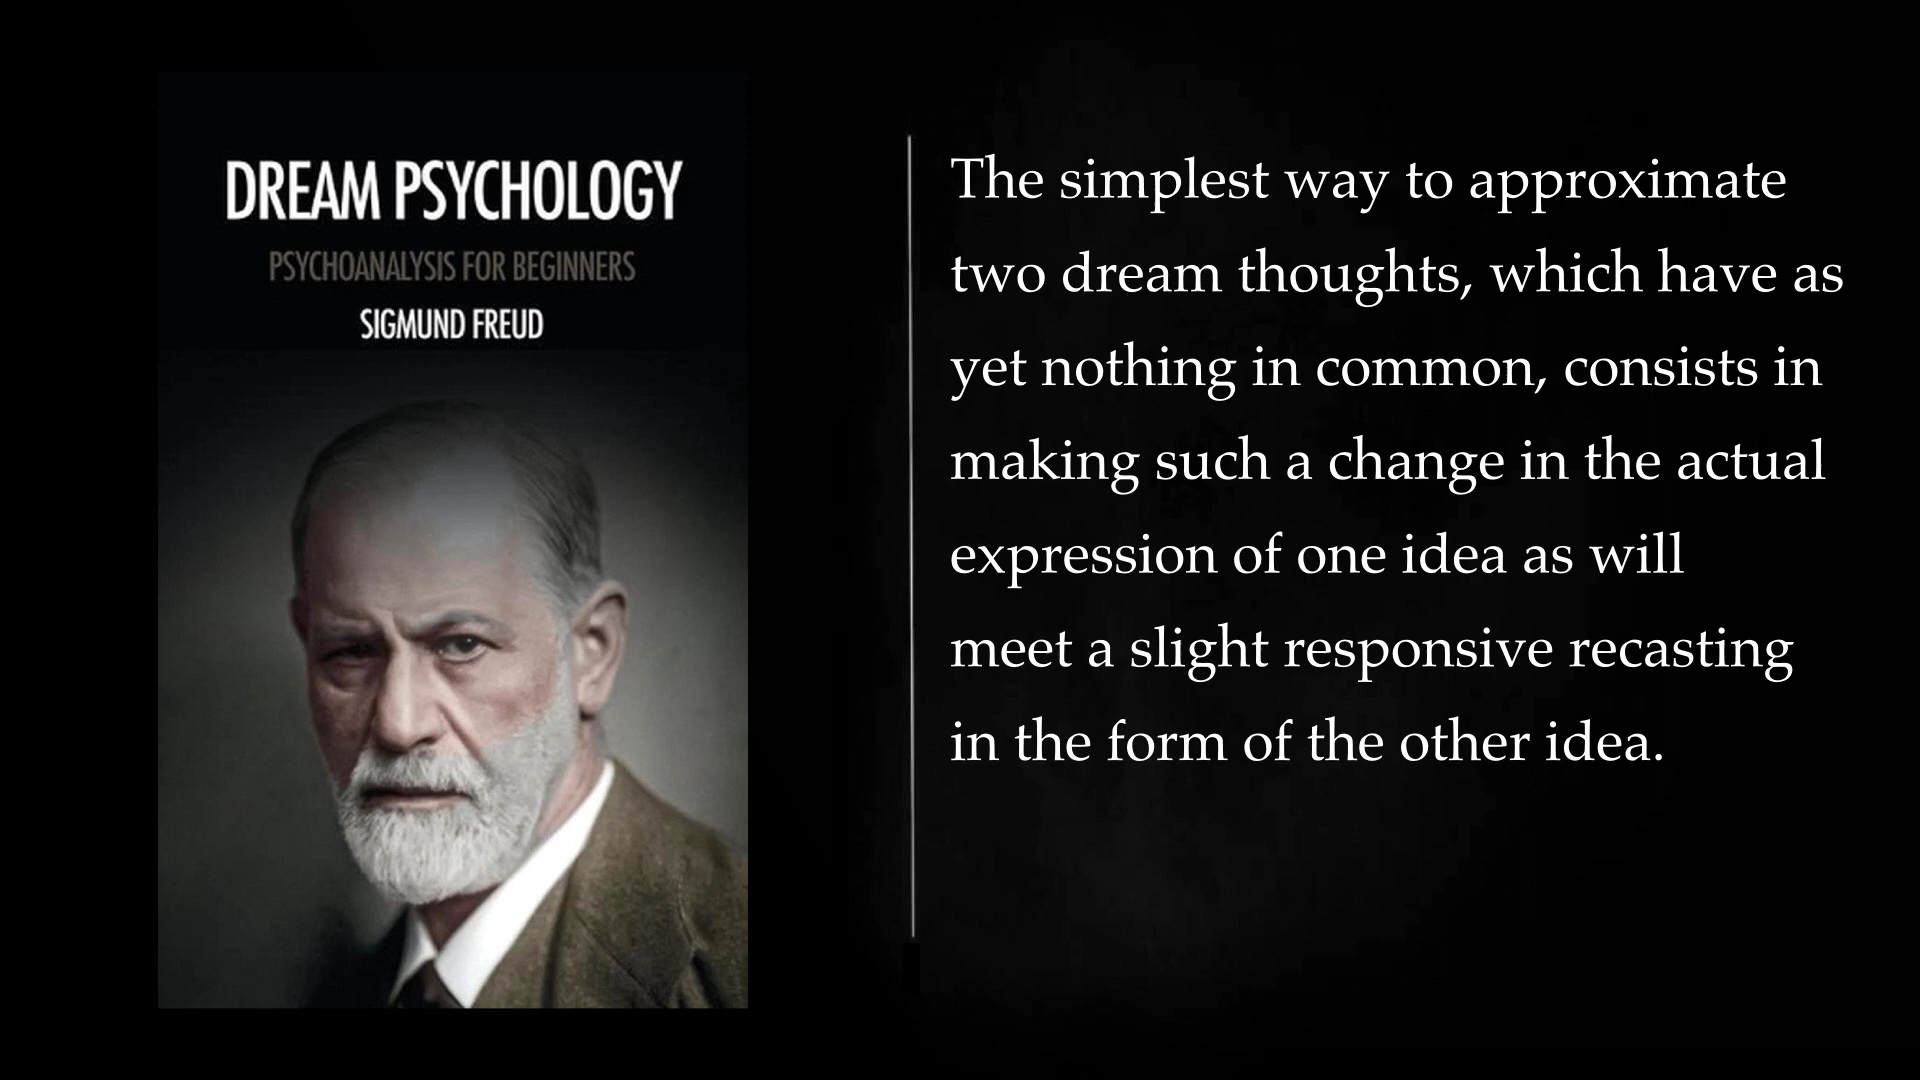 DREAM PSYCHOLOGY
PSYCHOANALYSIS FOR BEGINNERS
SIGMUND FREUD
The simplest way to approximate
two dream thoughts, which have as
yet nothing in common, consists in
making such a change in the actual
expression of one idea as will
meet a slight responsive recasting
in the form of the other idea.